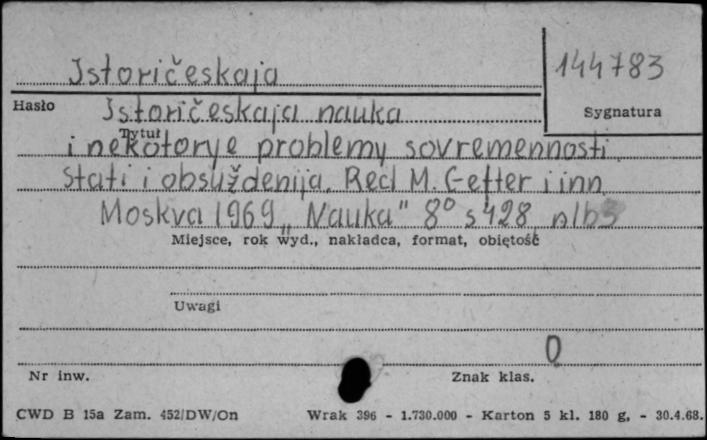 Istoričeskaja
144783
Hasło
Istoričeskaja nauka
Sygnatura
Tytuł
i nekotorye problemy sovremennosti.
Stati i obsuždenija. Red M. Gefter i inn
Moskva 1969 „Nauka" 8° s 428
Miejsce, rok wyd., nakładca, format, objętość
Uwagi
0
Nr inw.
Znak klas.
CWD B 15a Zam. 452/DW/On Wrak 396 - 1.730.000 - Karton 5 kl. 180 g, - 30.4.68.